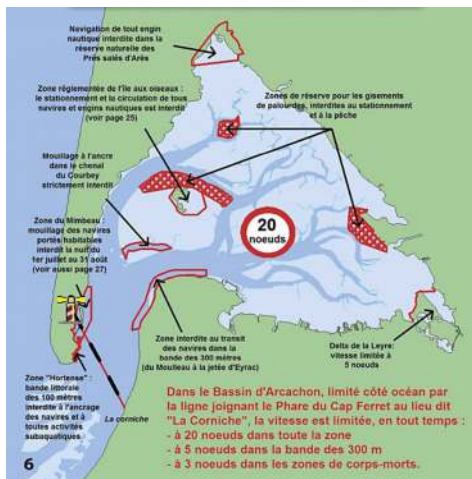 Navigation de tout engin
nautique interdite dans la
réserve naturelle des
Prés salés d'Arès
Zone réglementée de l'île aux oiseaux :
le stationnement et la circulation de tous
navires et engins nautiques est interdit
(voir page 25)
Zones de réserve pour les gisements
de palourdes, interdites au stationnement
et à la pêche
Mouillage à l'ancre
dans le chenal
du Courbey
strictement interdit
20
noeuds
Zone du Mimbeau :
mouillage des navires
portés habitables
interdit la nuit du
1er juillet au 31 août
(voir aussi page 27)
Zone interdite au transit
des navires dans la
bande des 300 mètres
(du Moulleau à la jetée d'Eyrac)
Delta de la Leyre:
vitesse limitée à
5 noeuds
Zone "Hortense" :
bande littorale
des 100 mètres
interdite à l'ancrage
des navires et à
toutes activités
subaquatiques
La corniche
Dans le Bassin d'Arcachon, limité côté océan par
la ligne joignant le Phare du Cap Ferret au lieu dit
"La Corniche", la vitesse est limitée, en tout temps :
- à 20 noeuds dans toute la zone
- à 5 noeuds dans la bande des 300 m
- à 3 noeuds dans les zones de corps-morts.
6